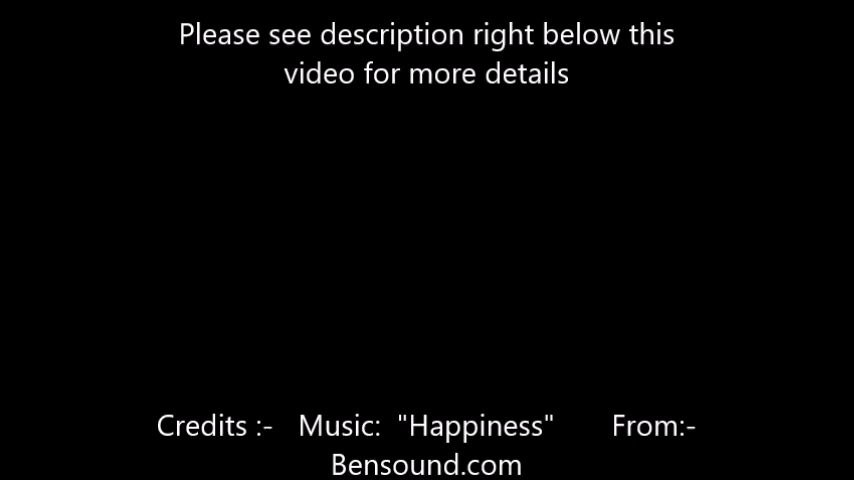 Please see description right below this
video for more details
Credits :- Music: "Happiness" From:-
Bensound.com